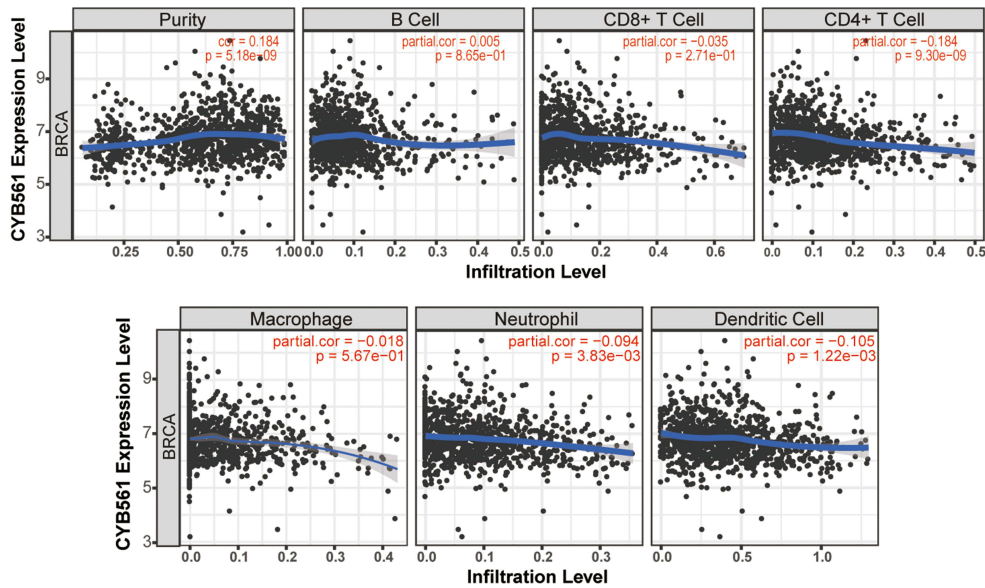 Purity
B Cell
CD8+ T Cell
CD4+ T Cell
cor = 0.184
p = 5.18e−09
partial.cor = 0.005
p = 8.65e−01
partial.cor = −0.035
p = 2.71e−01
partial.cor = −0.184
p = 9.30e−09
CYB561 Expression Level
BRCA
9
7
5
3
0.25 0.50 0.75 1.00
0.0 0.1 0.2 0.3 0.4 0.5
0.0 0.2 0.4 0.6
0.0 0.1 0.2 0.3 0.4 0.5
Infiltration Level
Macrophage
Neutrophil
Dendritic Cell
partial.cor = −0.018
p = 5.67e−01
partial.cor = −0.094
p = 3.83e−03
partial.cor = −0.105
p = 1.22e−03
CYB561 Expression Level
BRCA
9
7
5
3
0.0 0.1 0.2 0.3 0.4
0.0 0.1 0.2 0.3
0.0 0.5 1.0
Infiltration Level